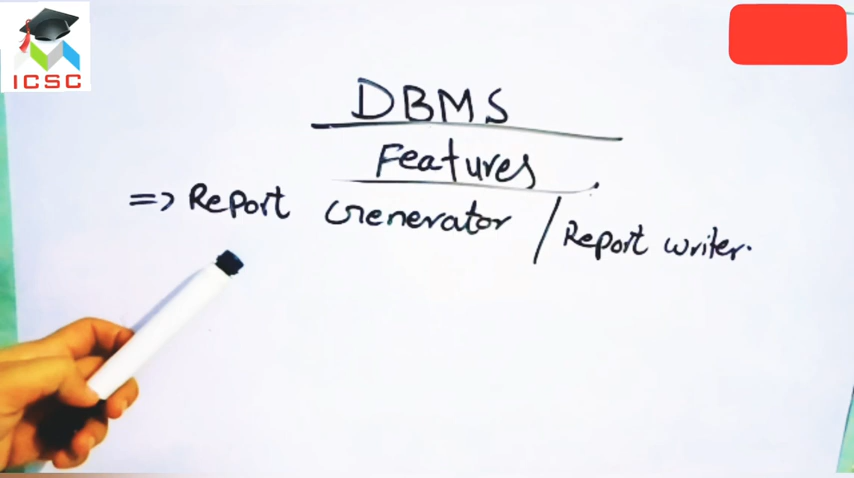 ICSC
DBMS
Features
=> Report Generator / Report writer.